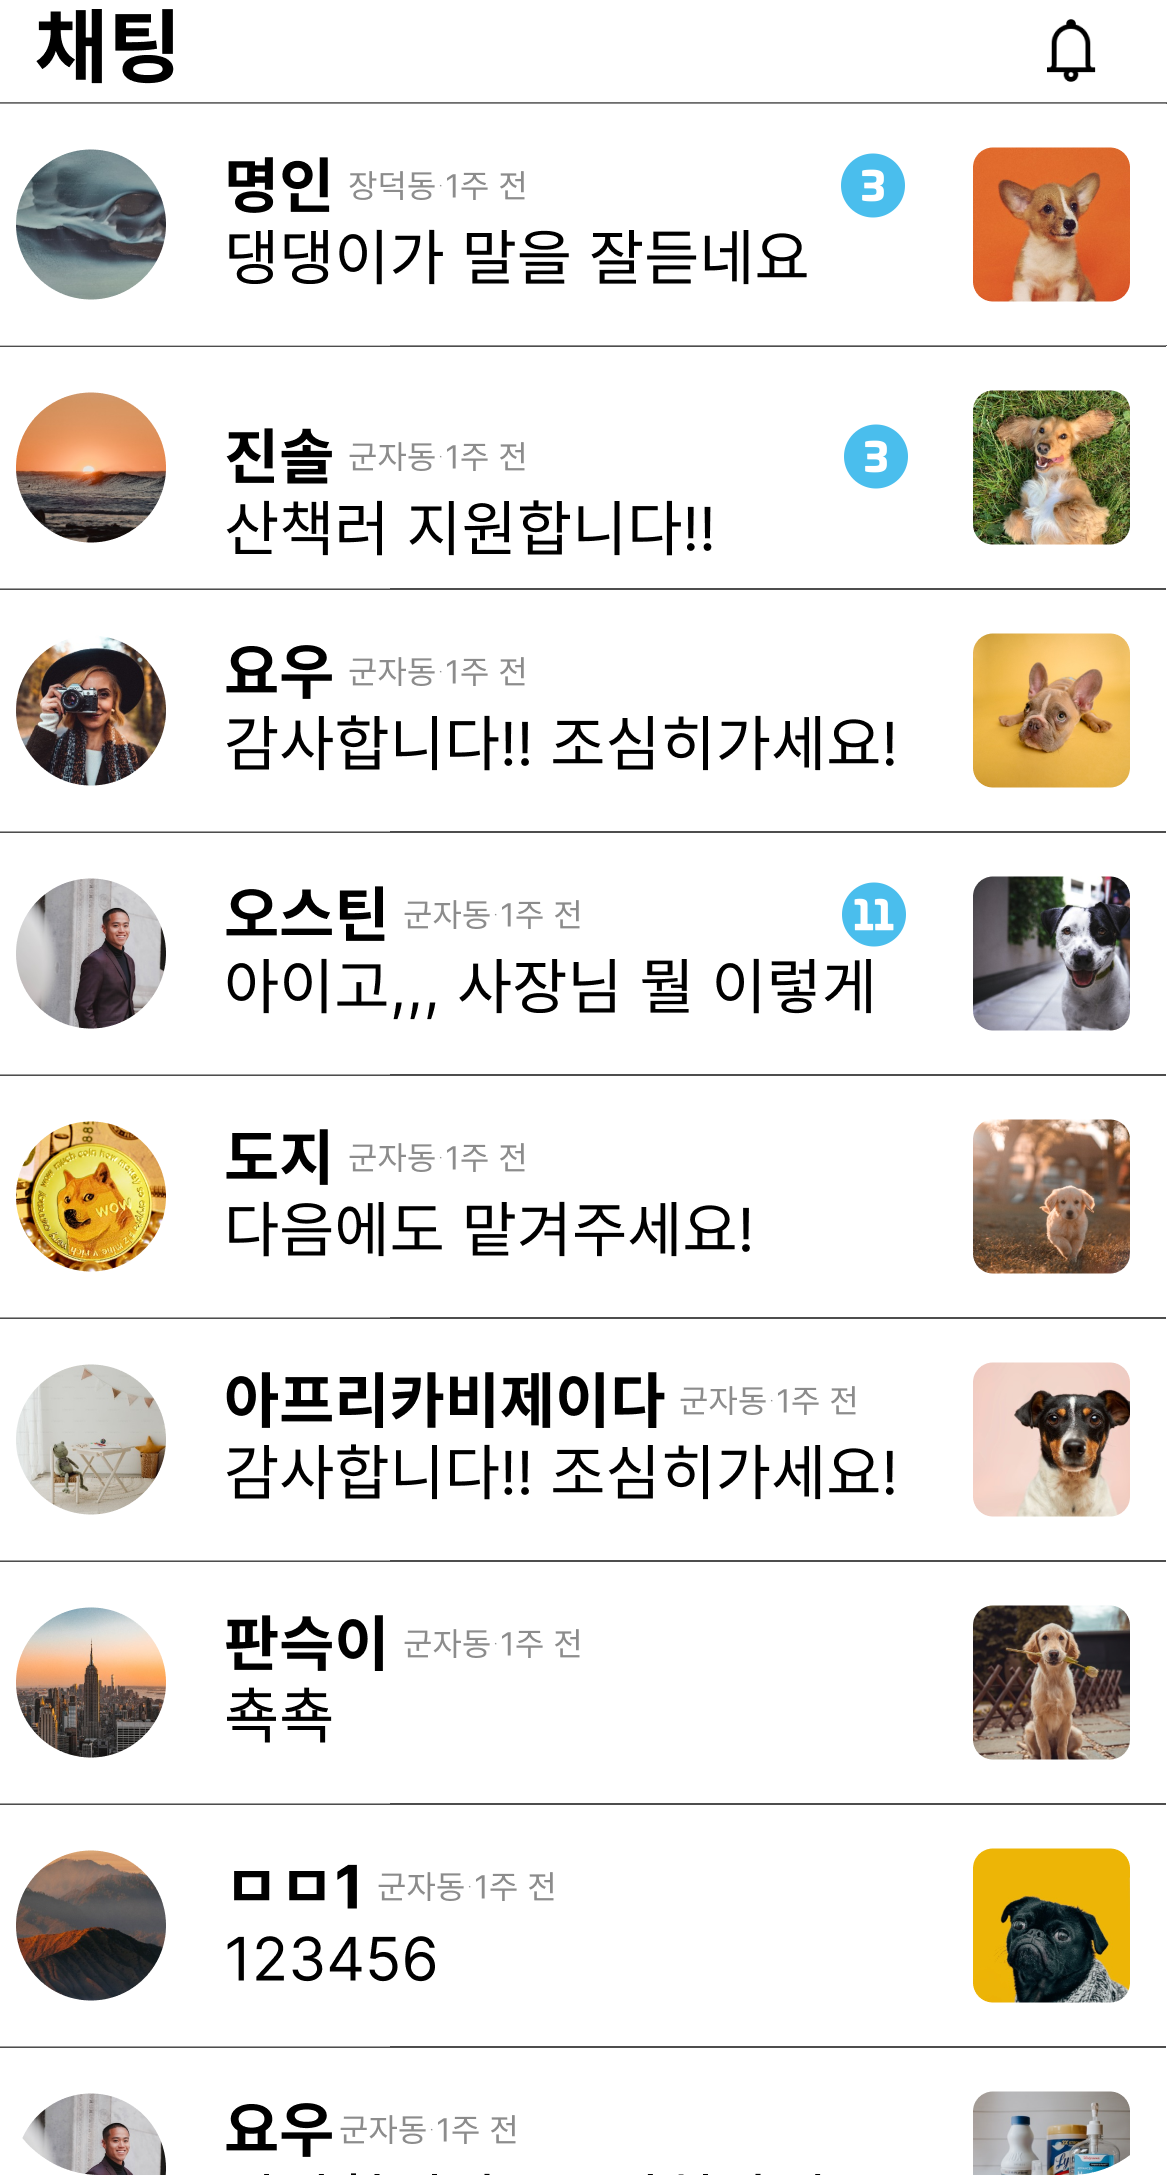 채팅
명인 장덕동·1주 전 3
댕댕이가 말을 잘듣네요
진솔 군자동·1주 전 3
산책러 지원합니다!!
요우 군자동·1주 전
감사합니다!! 조심히가세요!
오스틴 군자동·1주 전 11
아이고,,, 사장님 뭘 이렇게
도지 군자동·1주 전
다음에도 맡겨주세요!
wow
아프리카비제이다 군자동·1주 전
감사합니다!! 조심히가세요!
판슥이 군자동·1주 전
쵹쵹
ㅁㅁ1 군자동·1주 전
123456
요우 군자동·1주 전